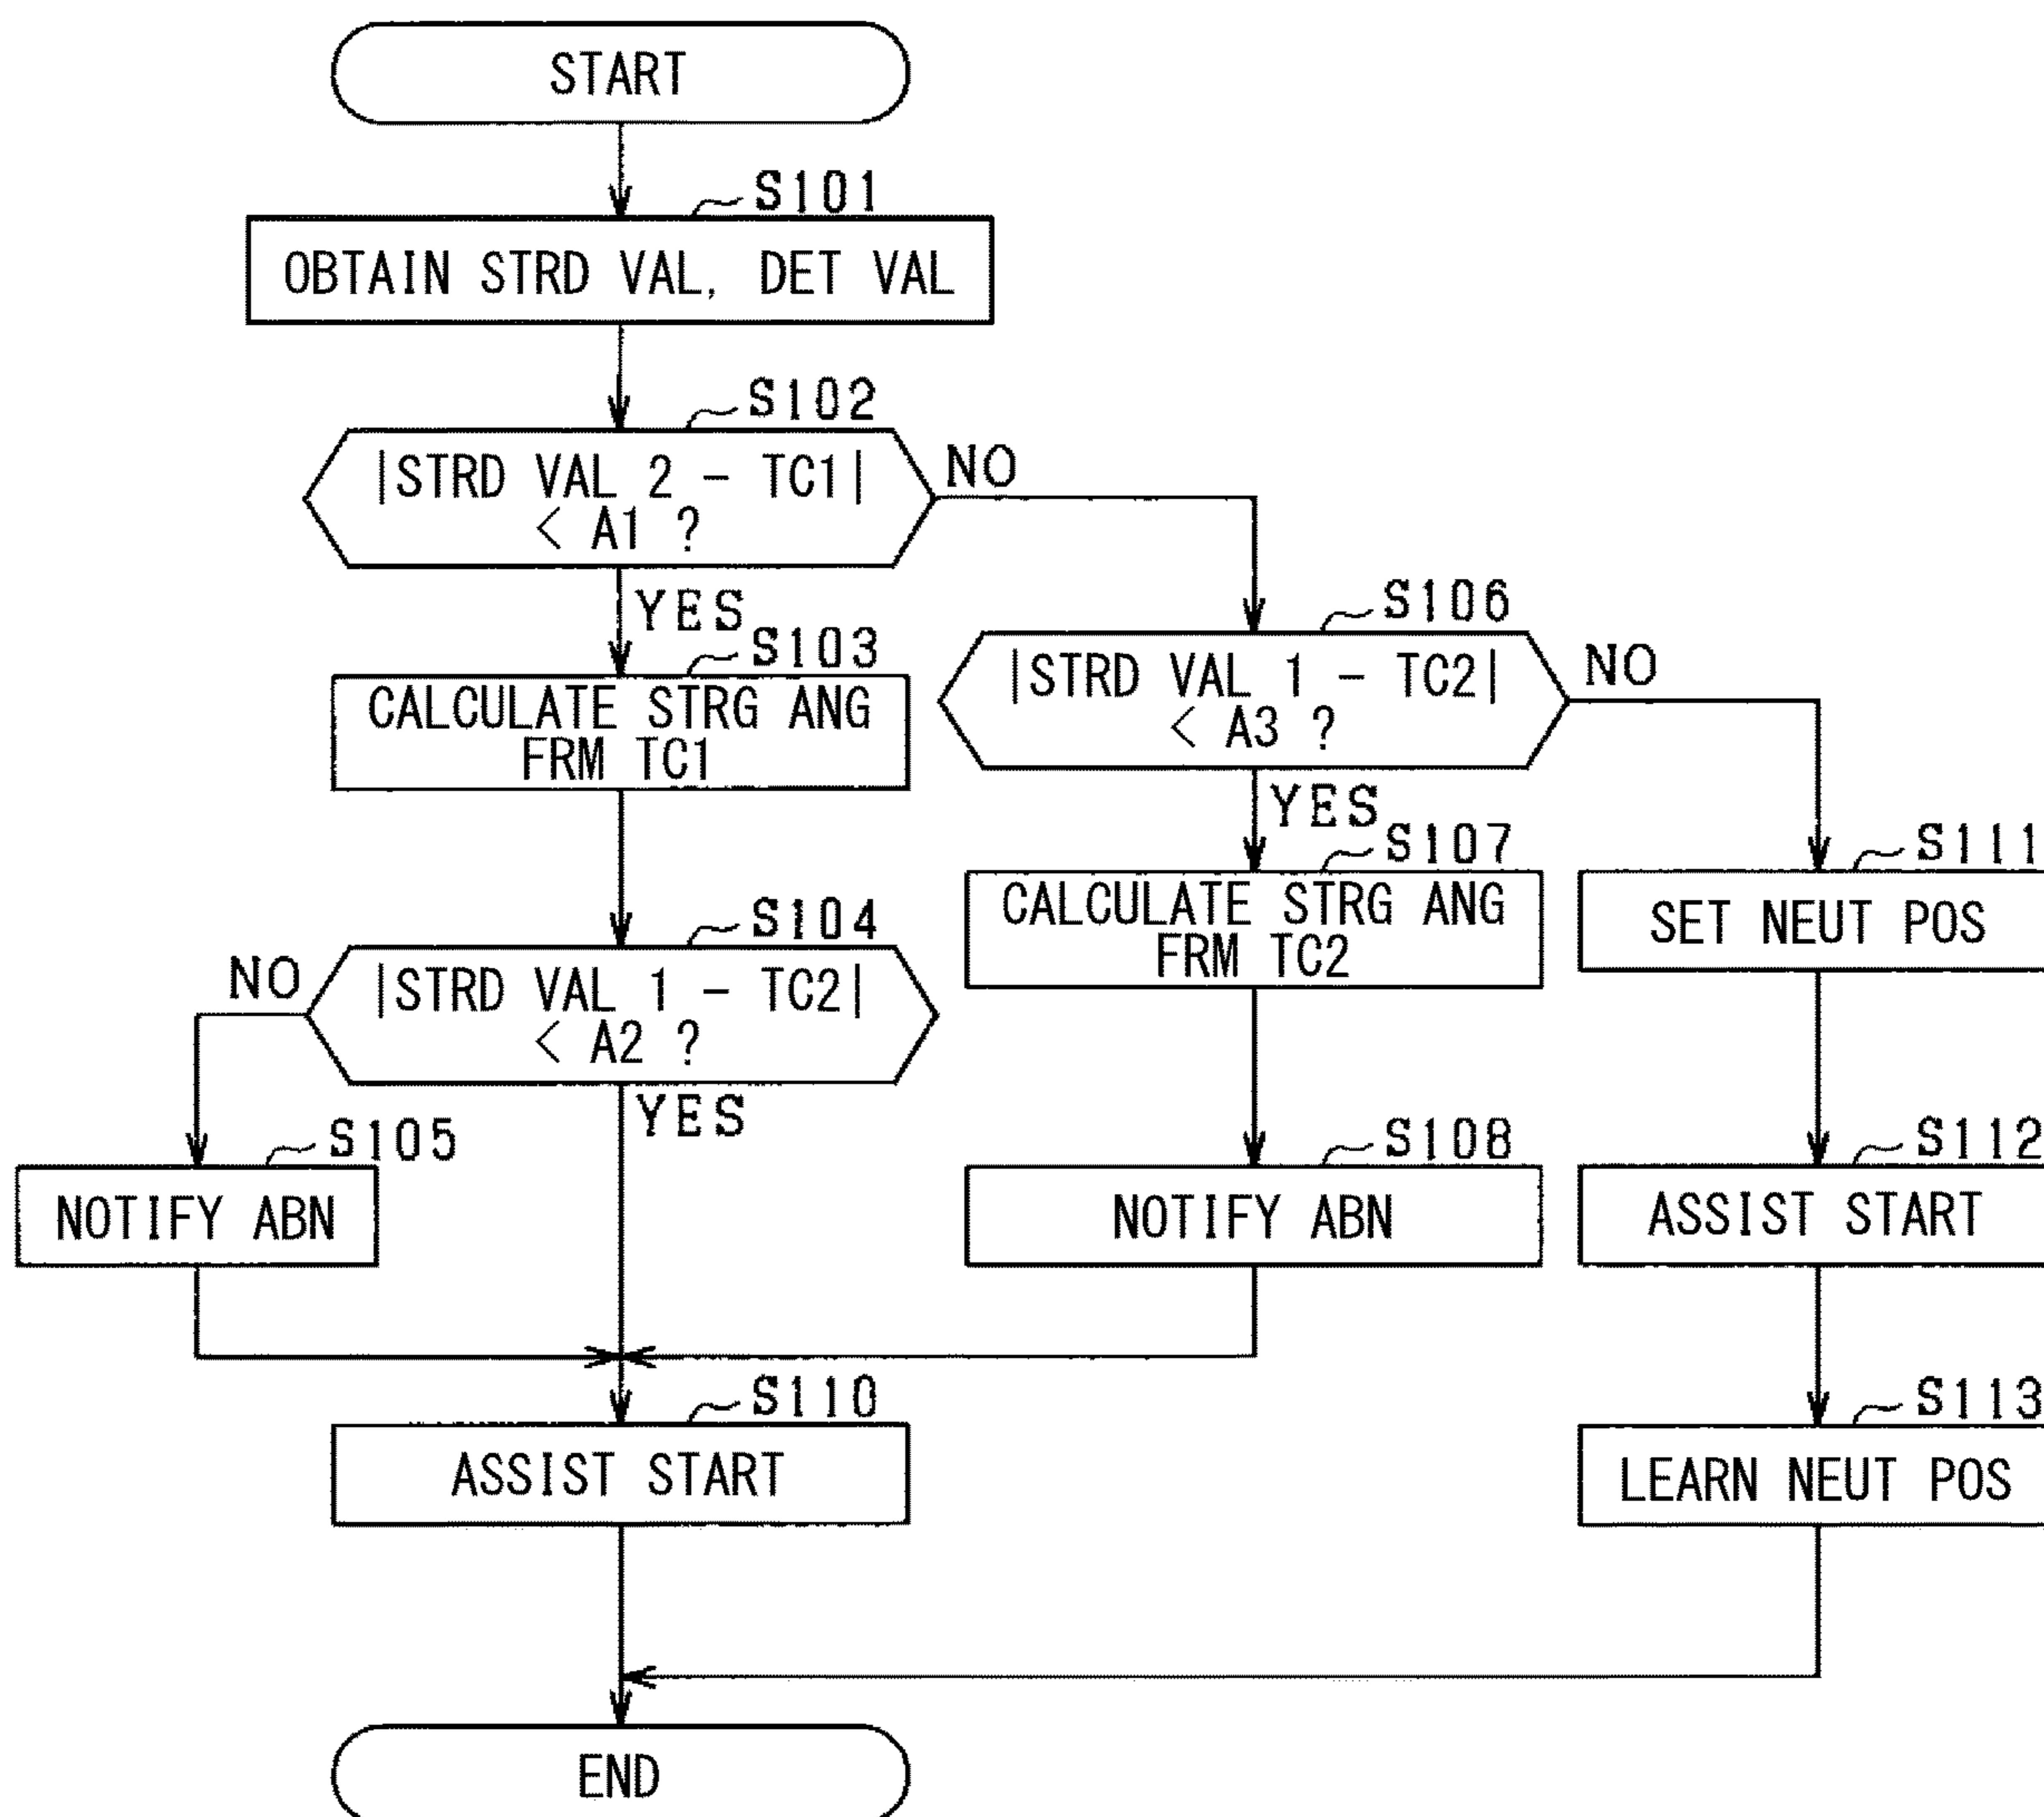 START
S101
OBTAIN STRD VAL, DET VAL
S102
|STRD VAL 2 - TC1|
< A1 ?
NO
YES
S103
CALCULATE STRG ANG
FRM TC1
S106
|STRD VAL 1 - TC2|
< A3 ?
NO
YES
S104
|STRD VAL 1 - TC2|
< A2 ?
NO
YES
S107
CALCULATE STRG ANG
FRM TC2
S111
SET NEUT POS
S105
NOTIFY ABN
S108
NOTIFY ABN
S112
ASSIST START
S110
ASSIST START
S113
LEARN NEUT POS
END